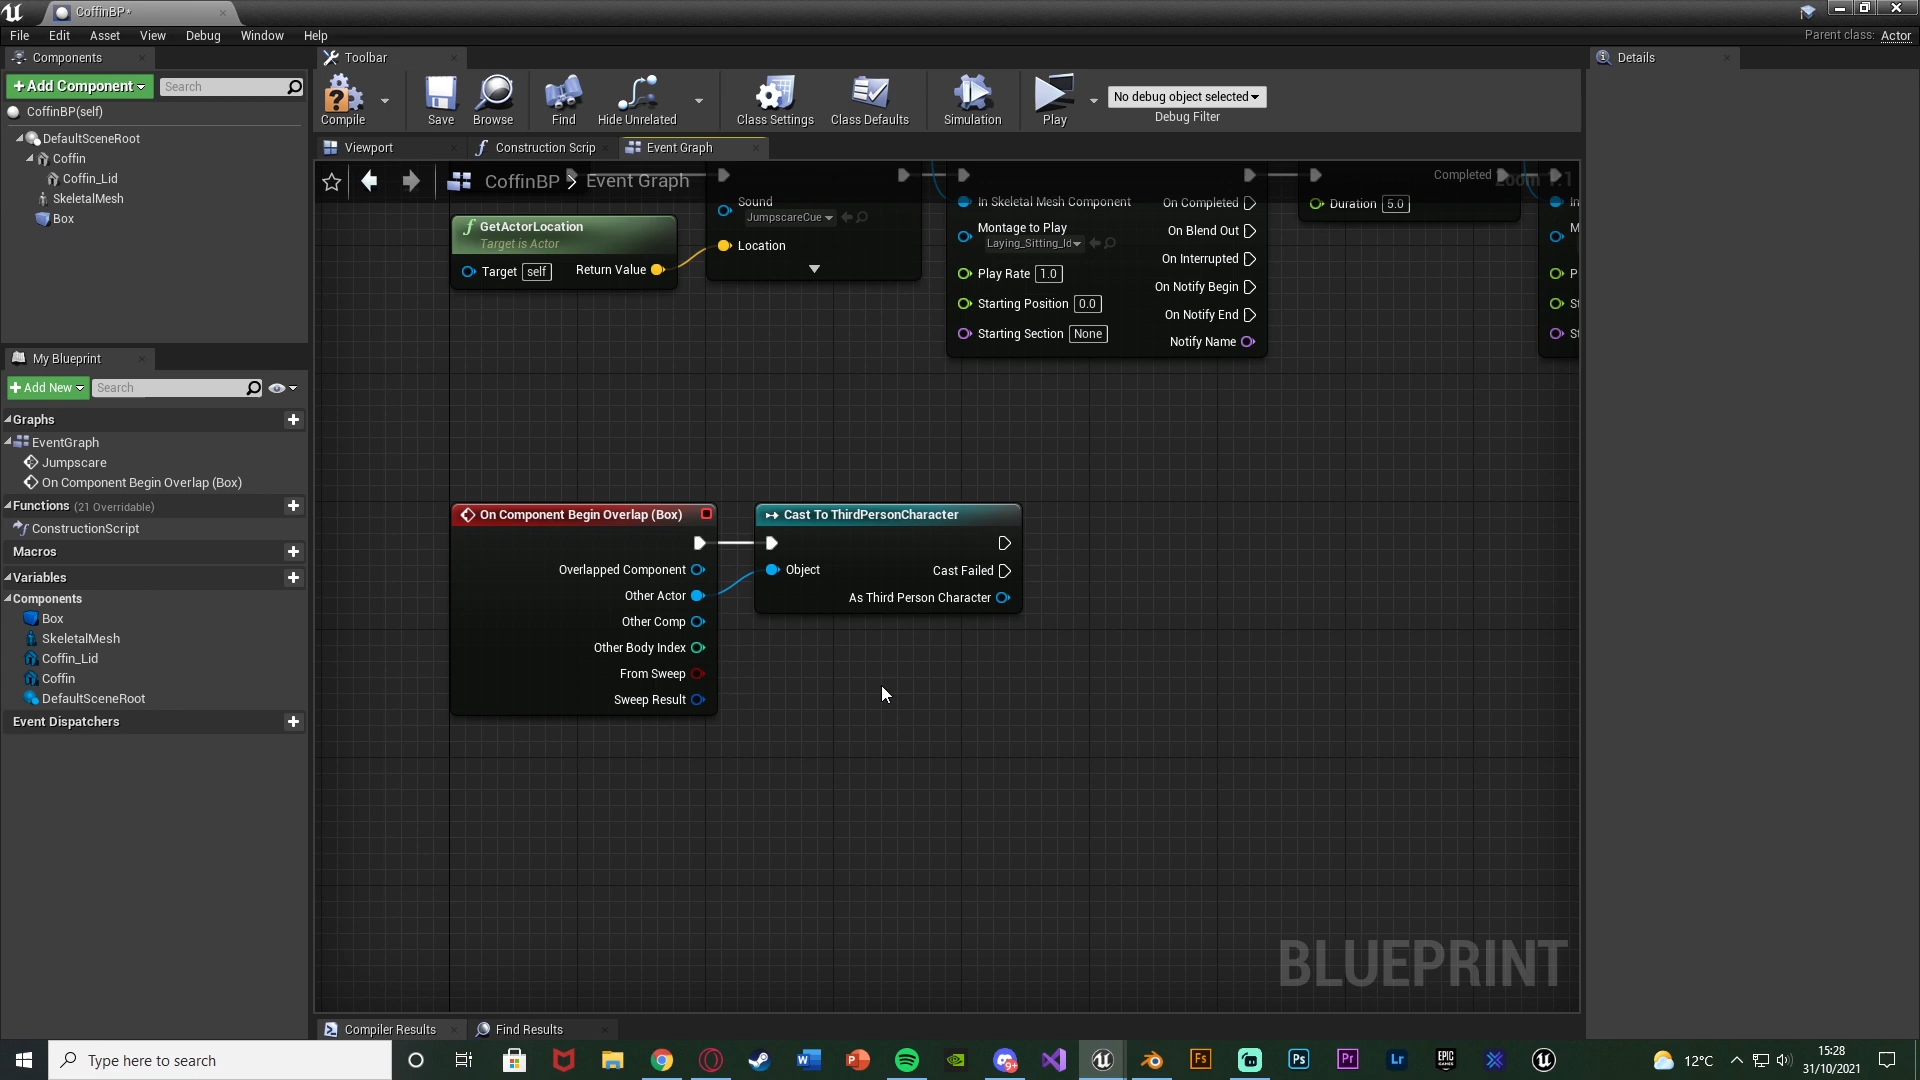 CoffinBP*
File Edit Asset View Debug Window Help
Parent class: Actor
Components
Toolbar
Details
+Add Component
Search
CoffinBP(self)
DefaultSceneRoot
Coffin
Coffin_Lid
SkeletalMesh
Box
Compile
Save
Browse
Find
Hide Unrelated
Class Settings
Class Defaults
Simulation
Play
No debug object selected
Debug Filter
Viewport
Construction Scrip
Event Graph
CoffinBP > Event Graph
GetActorLocation
Target is Actor
Target self
Return Value
Sound
JumpscareCue
Location
In Skeletal Mesh Component
Montage to Play
Laying_Sitting_Id
Play Rate 1.0
Starting Position 0.0
Starting Section None
On Completed
On Blend Out
On Interrupted
On Notify Begin
On Notify End
Notify Name
Completed
Duration 5.0
My Blueprint
+Add New
Search
Graphs
EventGraph
Jumpscare
On Component Begin Overlap (Box)
Functions (21 Overridable)
ConstructionScript
Macros
Variables
Components
Box
SkeletalMesh
Coffin_Lid
Coffin
DefaultSceneRoot
Event Dispatchers
On Component Begin Overlap (Box)
Overlapped Component
Other Actor
Other Comp
Other Body Index
From Sweep
Sweep Result
Cast To ThirdPersonCharacter
Object
Cast Failed
As Third Person Character
BLUEPRINT
Compiler Results
Find Results
Type here to search
12°C
15:28
31/10/2021